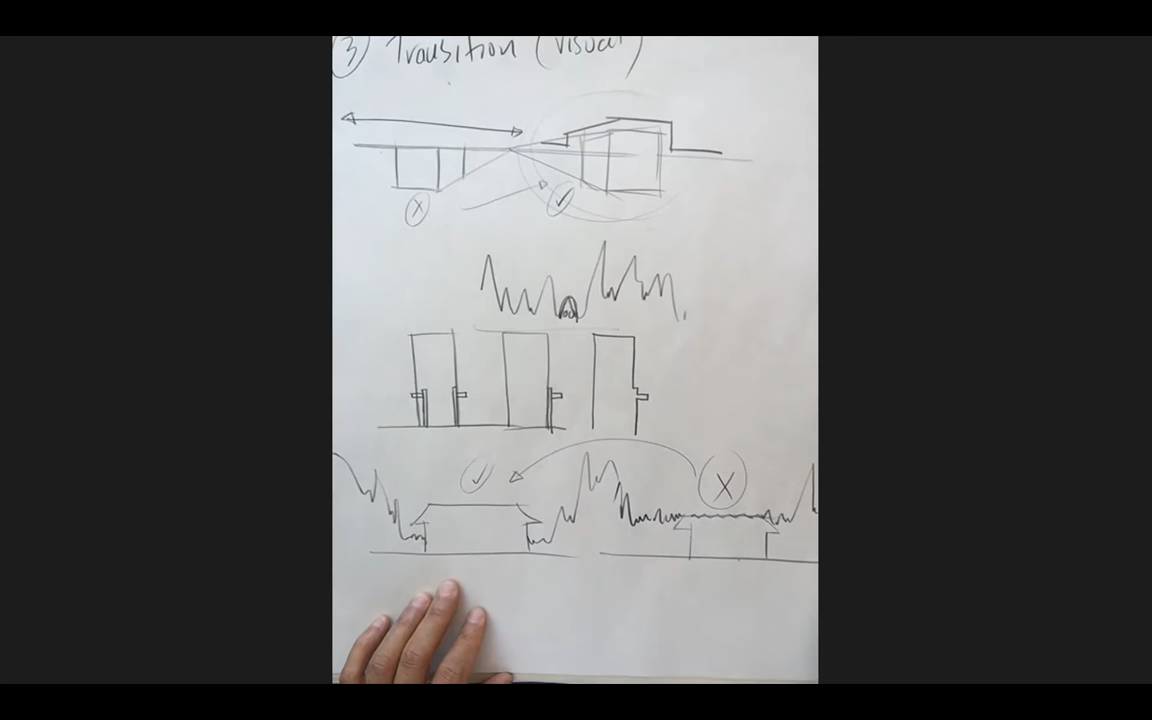 3 Transition (Visual)
X ✓
✓ X